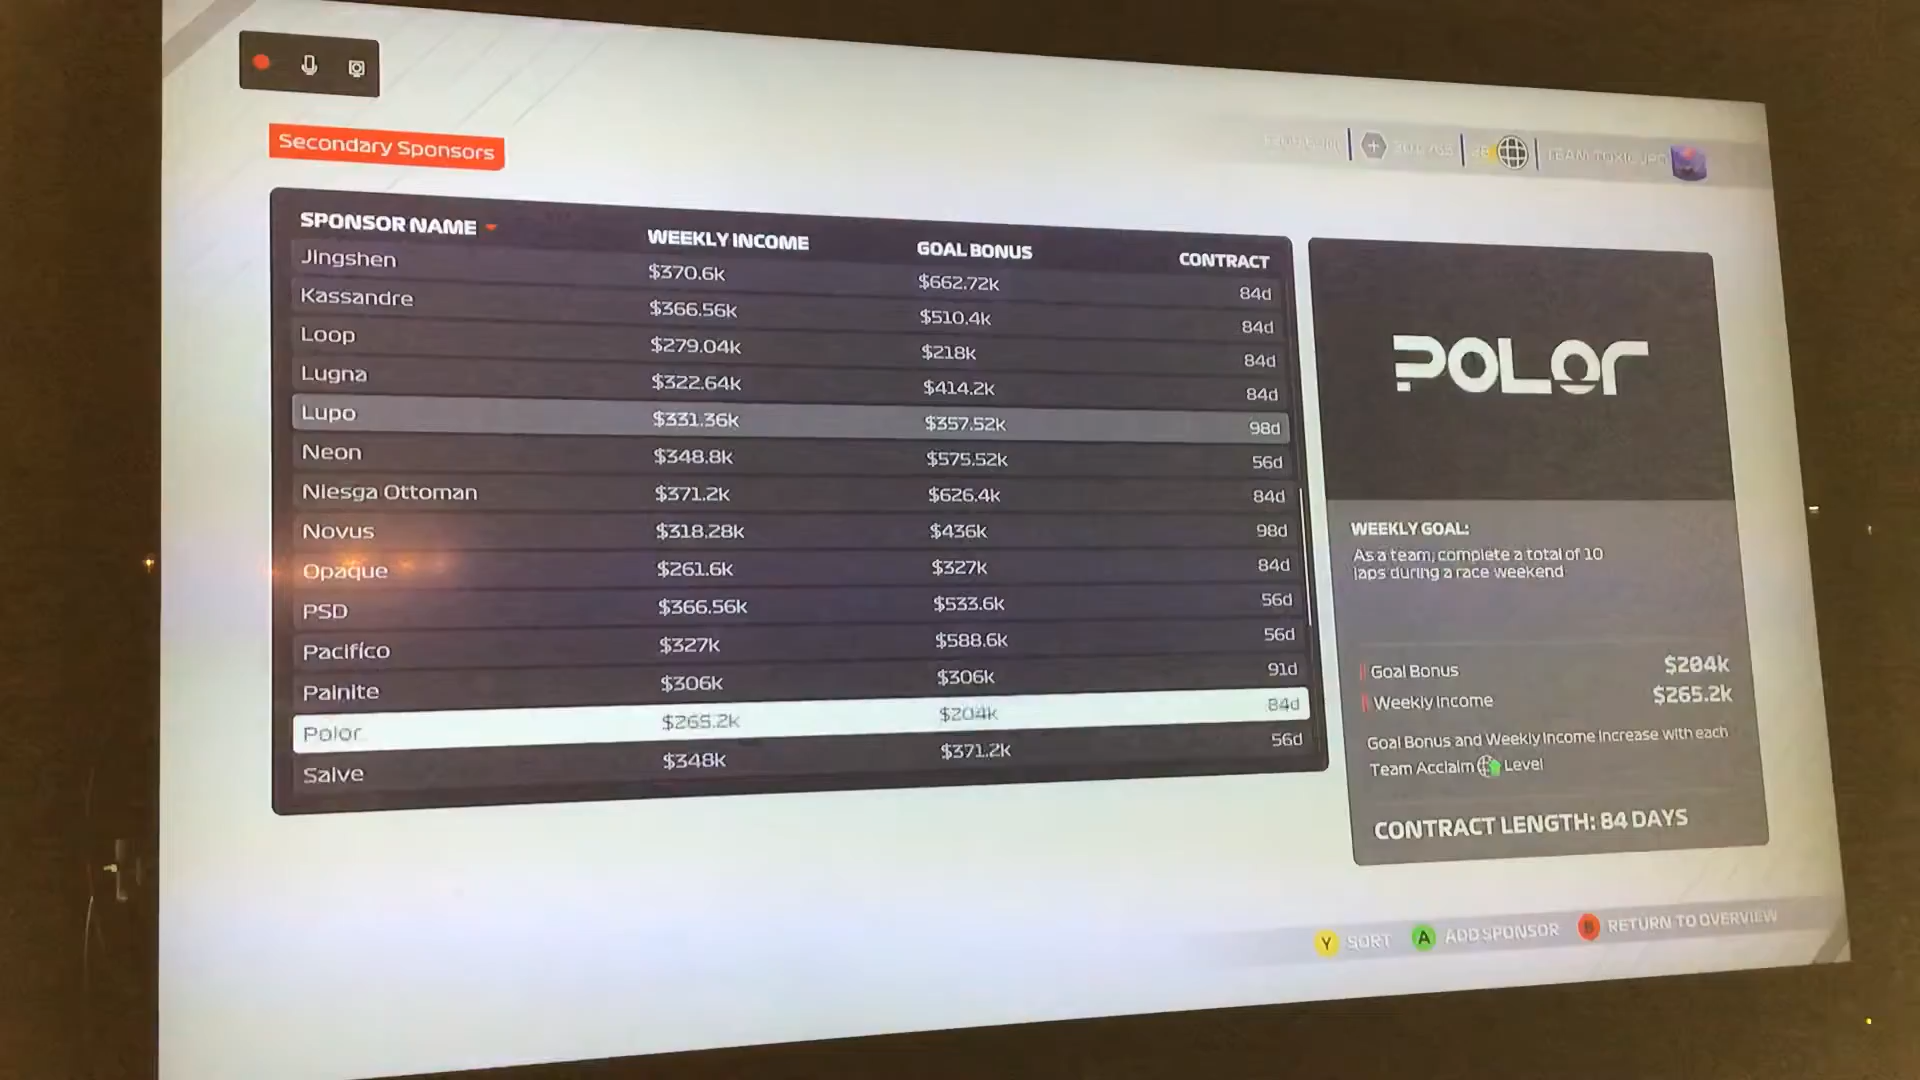 Secondary Sponsors
TEAM TOXIC JPO
SPONSOR NAME WEEKLY INCOME GOAL BONUS CONTRACT
Jingshen $370.6k $662.72k 84d
Kassandre $366.56k $510.4k 84d
Loop $279.04k $218k 84d
Lugna $322.64k $414.2k 84d
Lupo $331.36k $357.52k 98d
Neon $348.8k $575.52k 56d
Niesga Ottoman $371.2k $626.4k 84d
Novus $318.28k $436k 98d
Opaque $261.6k $327k 84d
PSD $366.56k $533.6k 56d
Pacifíco $327k $588.6k 56d
Painite $306k $306k 91d
Polor $265.2k $204k 84d
Salve $348k $371.2k 56d
POLOR
WEEKLY GOAL:
As a team, complete a total of 10
laps during a race weekend
Goal Bonus $204k
Weekly Income $265.2k
Goal Bonus and Weekly Income Increase with each
Team Acclaim Level
CONTRACT LENGTH: 84 DAYS
Y SORT A ADD SPONSOR B RETURN TO OVERVIEW